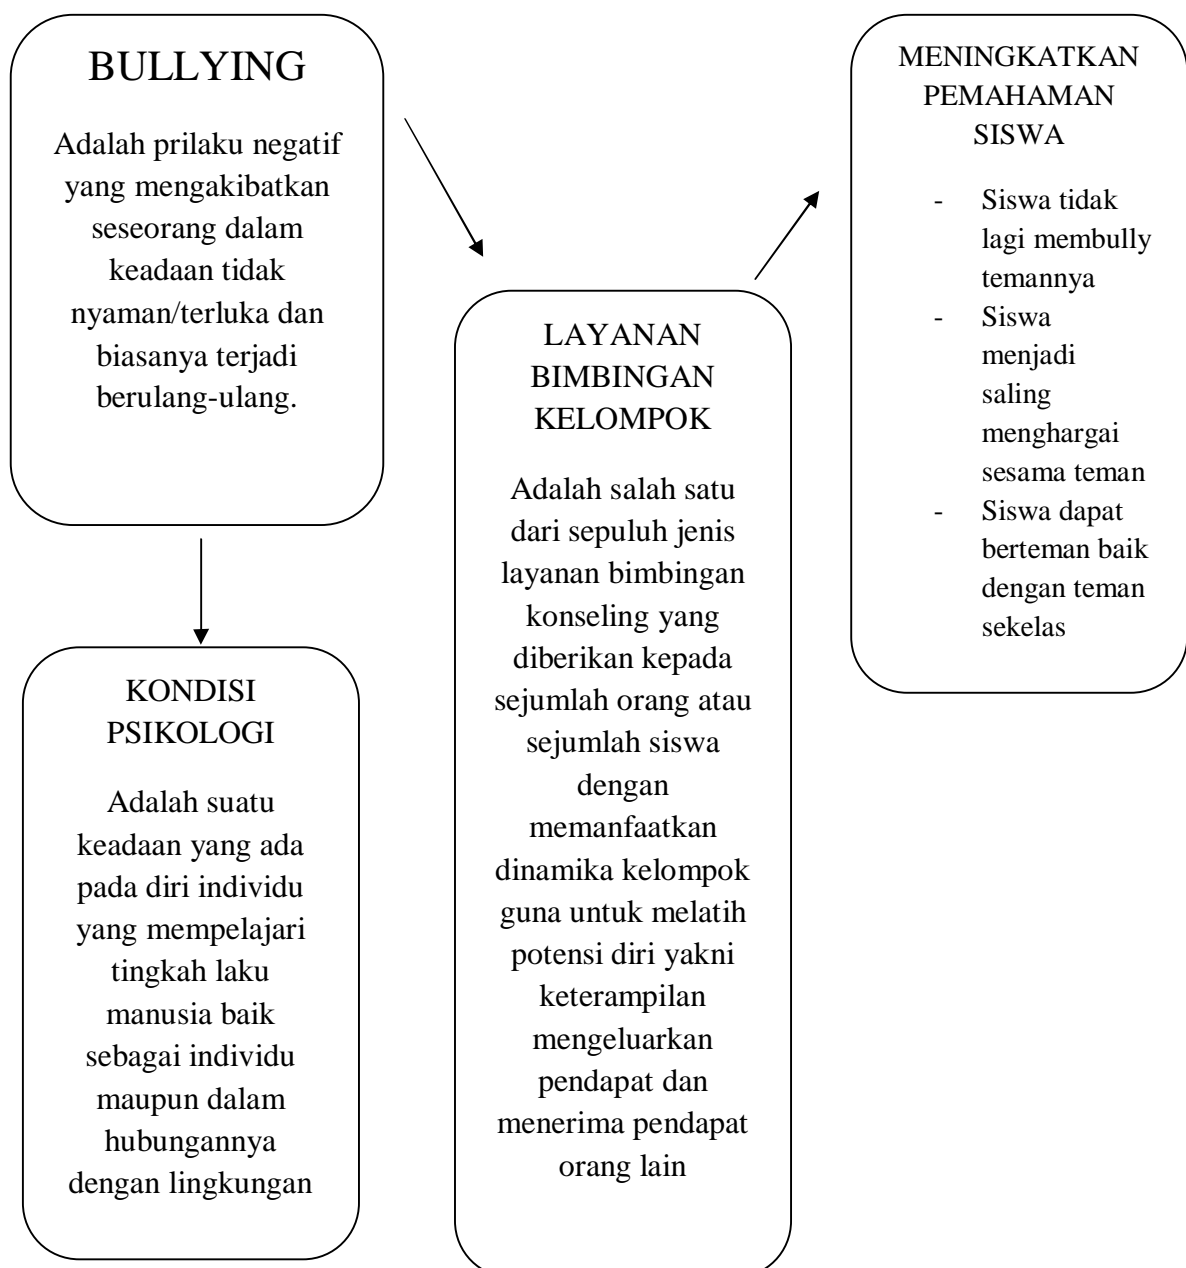 BULLYING
Adalah prilaku negatif
yang mengakibatkan
seseorang dalam
keadaan tidak
nyaman/terluka dan
biasanya terjadi
berulang-ulang.
KONDISI
PSIKOLOGI
Adalah suatu
keadaan yang ada
pada diri individu
yang mempelajari
tingkah laku
manusia baik
sebagai individu
maupun dalam
hubungannya
dengan lingkungan
LAYANAN
BIMBINGAN
KELOMPOK
Adalah salah satu
dari sepuluh jenis
layanan bimbingan
konseling yang
diberikan kepada
sejumlah orang atau
sejumlah siswa
dengan
memanfaatkan
dinamika kelompok
guna untuk melatih
potensi diri yakni
keterampilan
mengeluarkan
pendapat dan
menerima pendapat
orang lain
MENINGKATKAN
PEMAHAMAN
SISWA
- Siswa tidak
lagi membully
temannya
- Siswa
menjadi
saling
menghargai
sesama teman
- Siswa dapat
berteman baik
dengan teman
sekelas